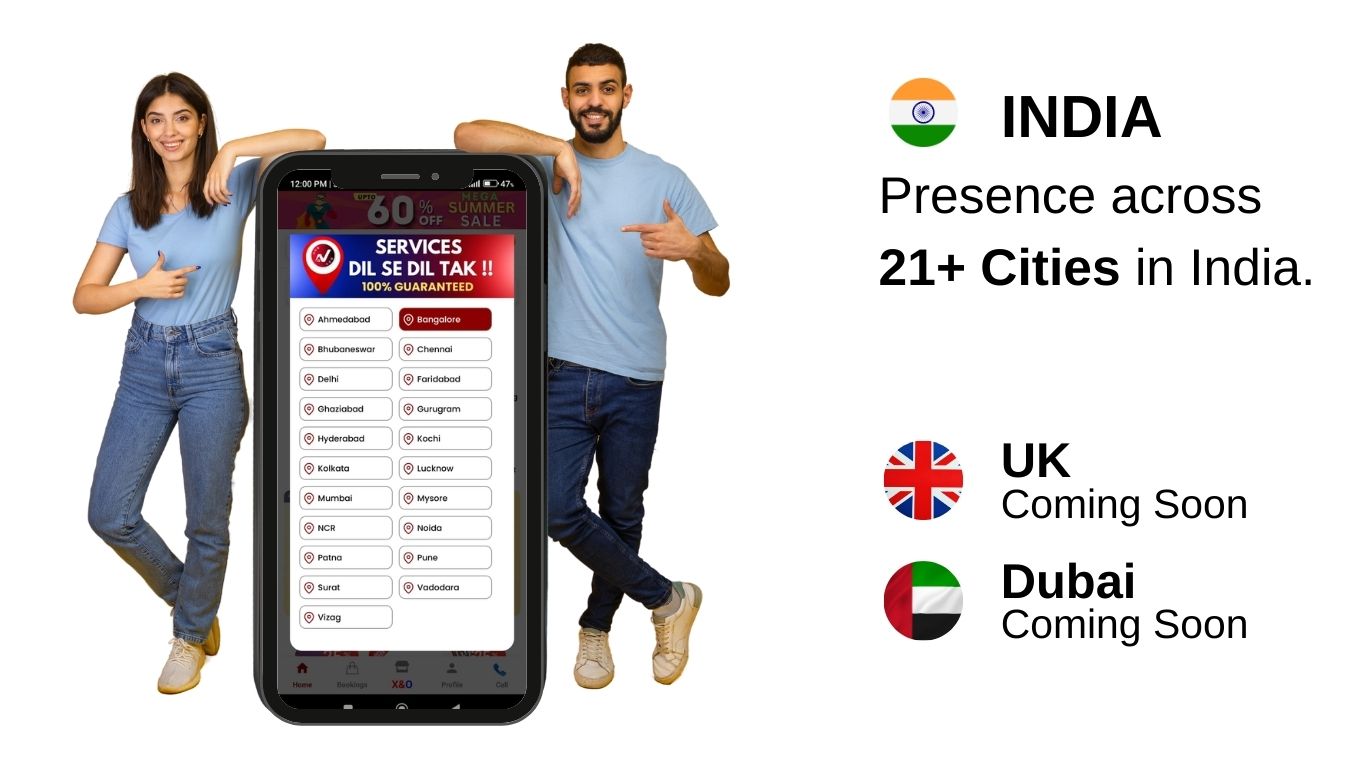 12:00 PM |
47%
UPTO
60 %
OFF
MEGA
SUMMER
SALE
SERVICES
DIL SE DIL TAK !!
100% GUARANTEED
Ahmedabad
Bangalore
Bhubaneswar
Chennai
Delhi
Faridabad
Ghaziabad
Gurugram
Hyderabad
Kochi
Kolkata
Lucknow
Mumbai
Mysore
NCR
Noida
Patna
Pune
Surat
Vadodara
Vizag
Home
Bookings
X&O
Profile
Call
INDIA
Presence across
21+ Cities in India.
UK
Coming Soon
Dubai
Coming Soon